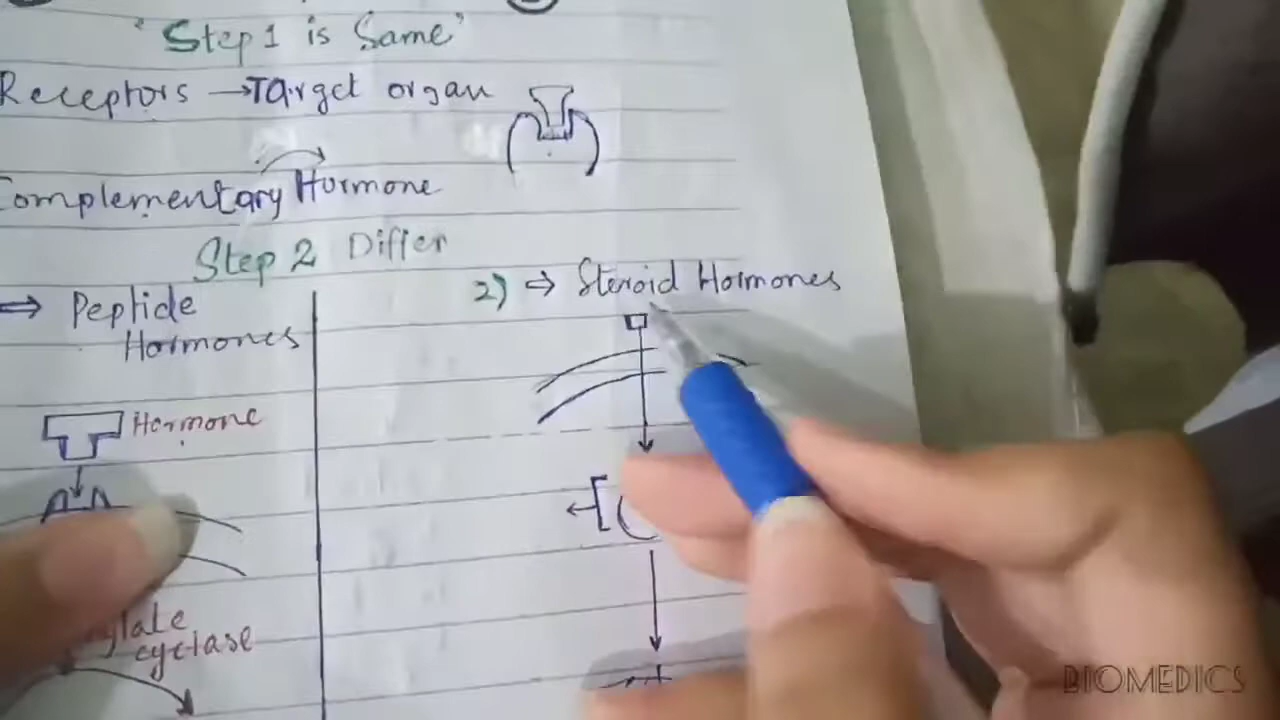 'Step 1 is Same'
Receptors → Target organ
Complementary Hormone
Step 2 Differ
⇒ Peptide
Hormones
2) ⇒ Steroid Hormones
Hormone
cyclase
BIOMEDICS